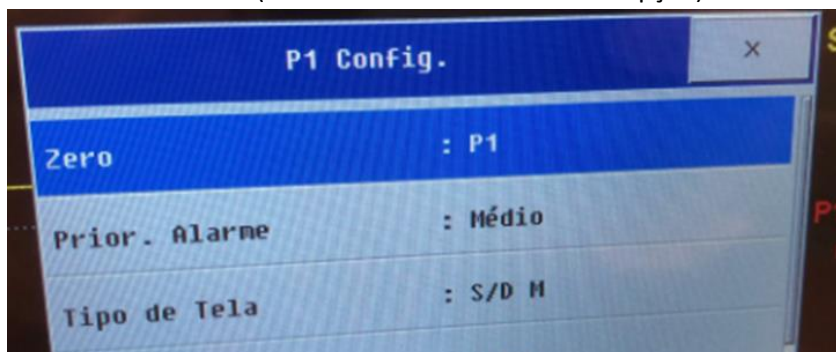 P1 Config. x
Zero : P1
Prior. Alarme : Médio
Tipo de Tela : S/D M